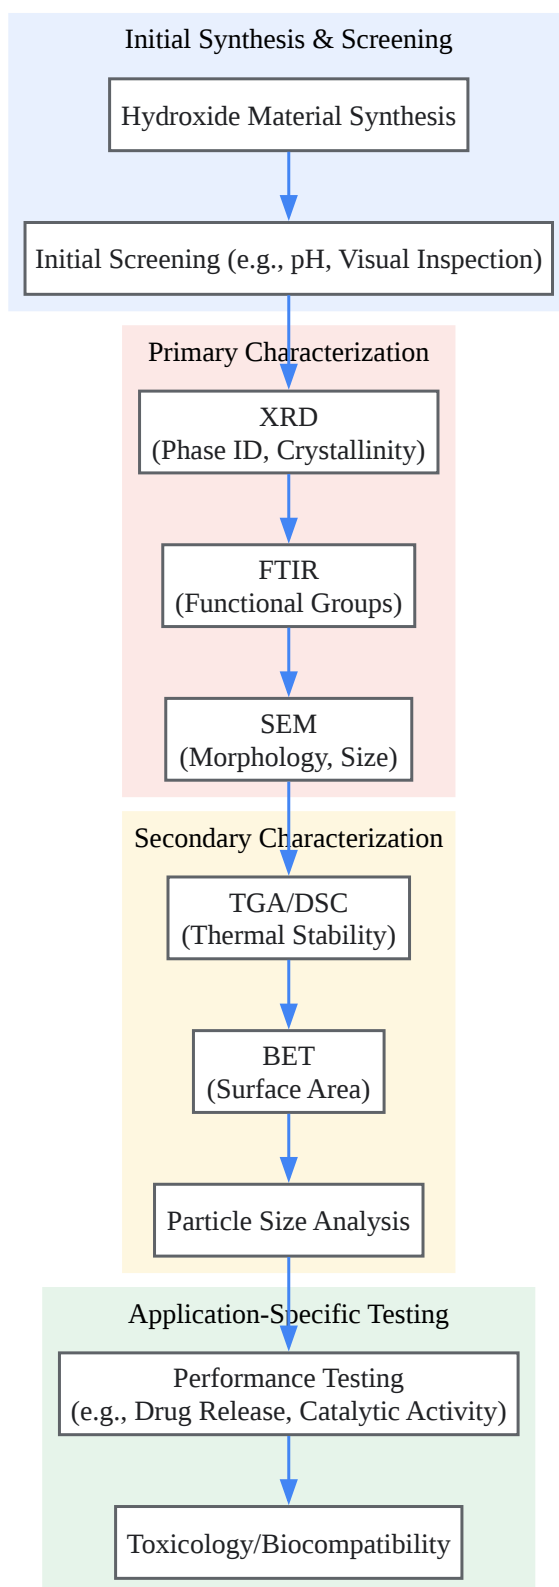 Initial Synthesis & Screening
Hydroxide Material Synthesis
Initial Screening (e.g., pH, Visual Inspection)
Primary Characterization
XRD
(Phase ID, Crystallinity)
FTIR
(Functional Groups)
SEM
(Morphology, Size)
Secondary Characterization
TGA/DSC
(Thermal Stability)
BET
(Surface Area)
Particle Size Analysis
Application-Specific Testing
Performance Testing
(e.g., Drug Release, Catalytic Activity)
Toxicology/Biocompatibility